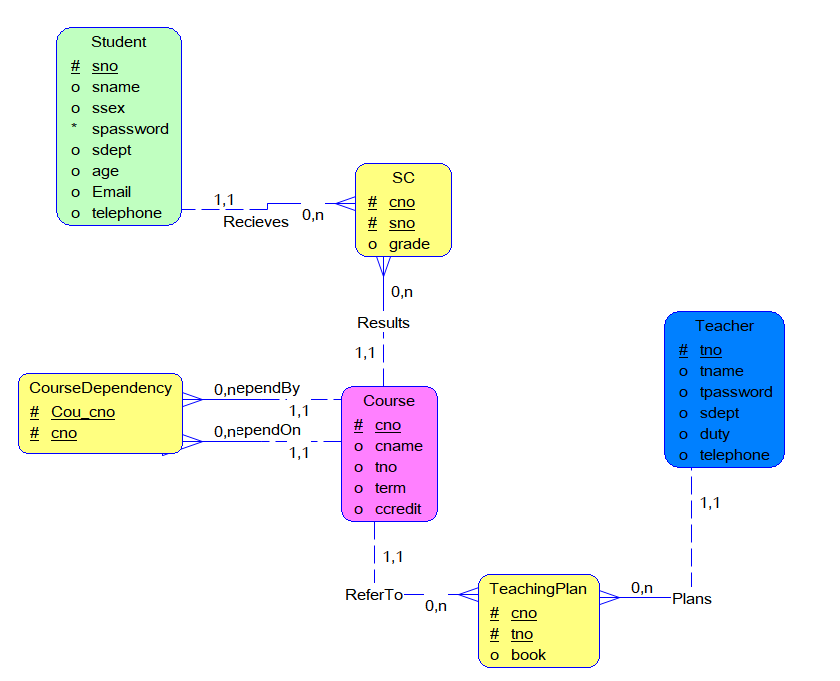 Student
# sno
o sname
o ssex
* spassword
o sdept
o age
o Email
o telephone
1,1
Recieves
0,n
SC
# cno
# sno
o grade
0,n
Results
1,1
CourseDependency
# Cou_cno
# cno
0,n
ependBy
1,1
0,n
ependOn
1,1
Course
# cno
o cname
o tno
o term
o ccredit
Teacher
# tno
o tname
o tpassword
o sdept
o duty
o telephone
1,1
Plans
0,n
1,1
ReferTo
0,n
TeachingPlan
# cno
# tno
o book